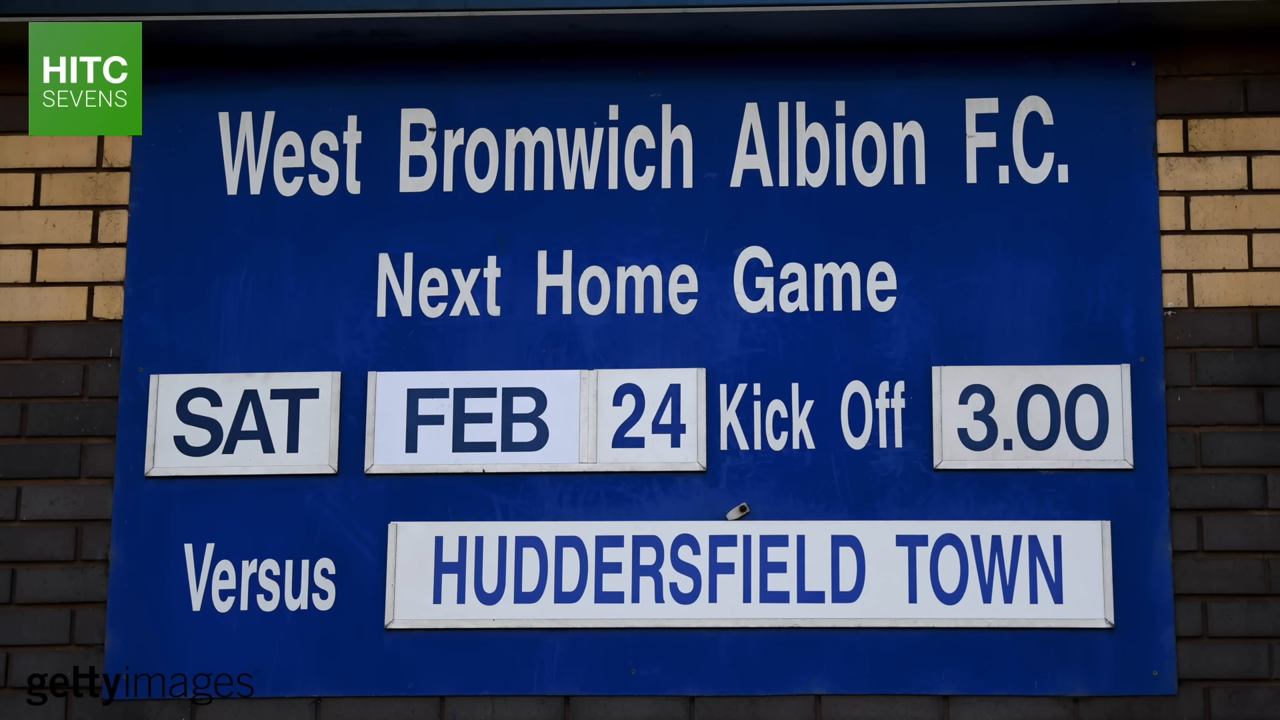 HITC
SEVENS
West Bromwich Albion F.C.
Next Home Game
SAT FEB 24 Kick Off 3.00
Versus HUDDERSFIELD TOWN
gettyimages